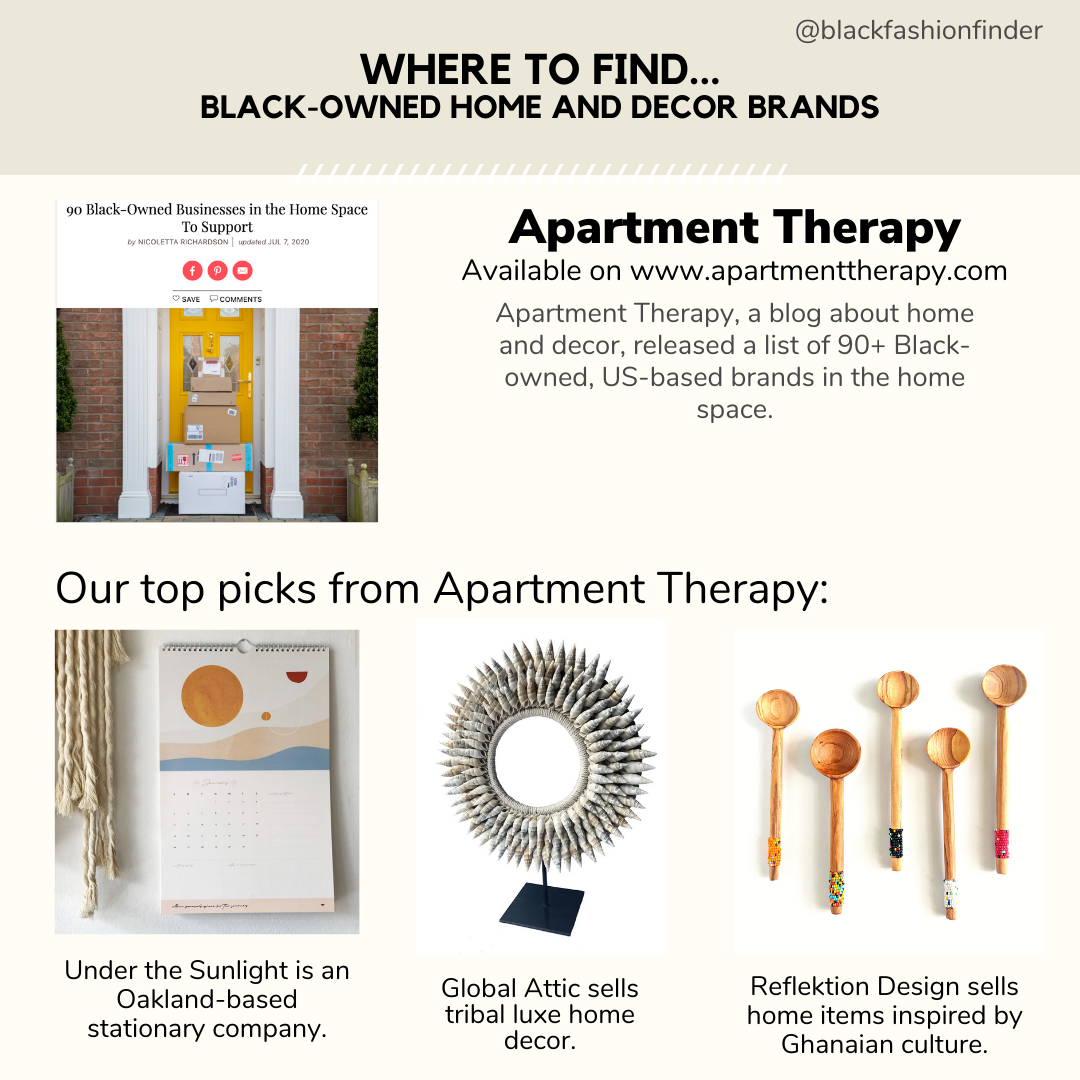 @blackfashionfinder
WHERE TO FIND...
BLACK-OWNED HOME AND DECOR BRANDS
90 Black-Owned Businesses in the Home Space
To Support
by NICOLETTA RICHARDSON | updated JUL 7, 2020
SAVE COMMENTS
Apartment Therapy
Available on www.apartmenttherapy.com
Apartment Therapy, a blog about home
and decor, released a list of 90+ Black-
owned, US-based brands in the home
space.
Our top picks from Apartment Therapy:
January
Under the Sunlight is an
Oakland-based
stationary company.
Global Attic sells
tribal luxe home
decor.
Reflektion Design sells
home items inspired by
Ghanaian culture.